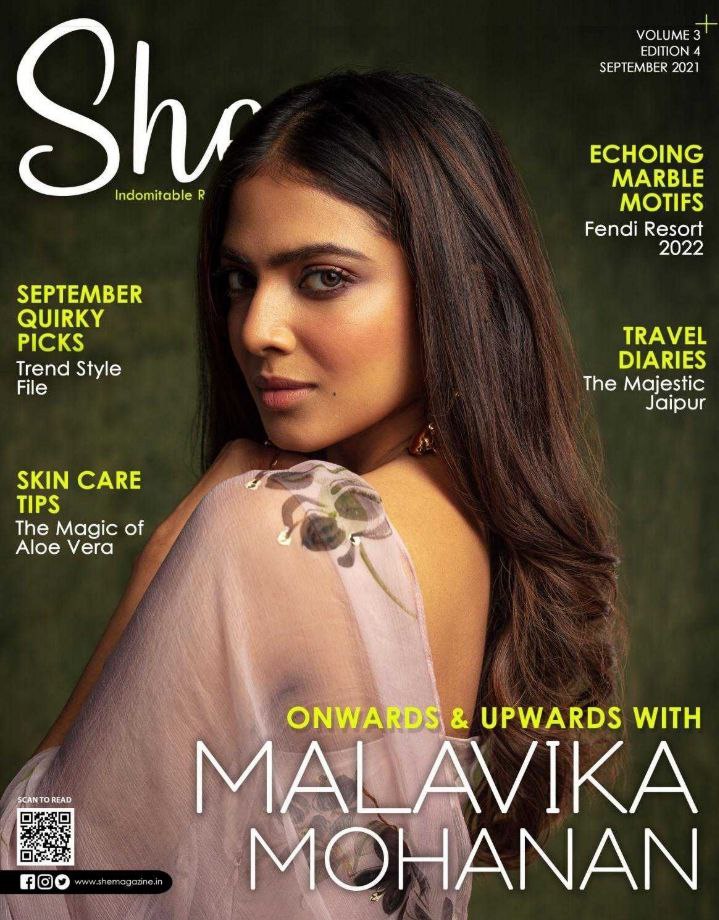 She
Indomitable
VOLUME 3
EDITION 4
SEPTEMBER 2021
ECHOING
MARBLE
MOTIFS
Fendi Resort
2022
SEPTEMBER
QUIRKY
PICKS
Trend Style
File
TRAVEL
DIARIES
The Majestic
Jaipur
SKIN CARE
TIPS
The Magic of
Aloe Vera
ONWARDS & UPWARDS WITH
MALAVIKA
MOHANAN
SCAN TO READ
www.shemagazine.in